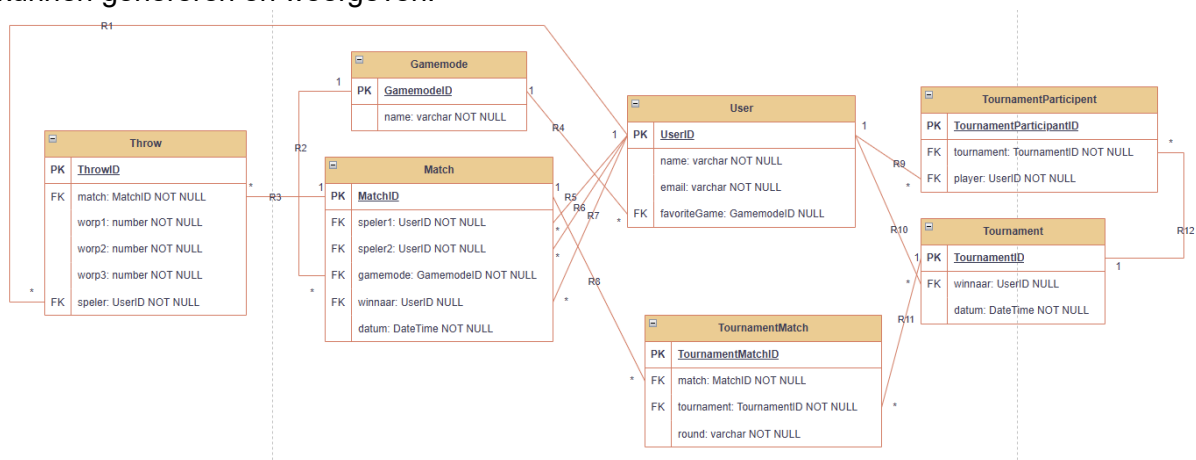 kunnen genereren en weergeven.
R1
Gamemode
PK GamemodeID
name: varchar NOT NULL
1
1
R2
R4
Throw
PK ThrowID
FK match: MatchID NOT NULL
worp1: number NOT NULL
worp2: number NOT NULL
worp3: number NOT NULL
FK speler: UserID NOT NULL
*
*
R3
1
Match
PK MatchID
FK speler1: UserID NOT NULL
FK speler2: UserID NOT NULL
FK gamemode: GamemodeID NOT NULL
FK winnaar: UserID NULL
datum: DateTime NOT NULL
*
1
R5
R6
R7
*
*
*
R8
User
PK UserID
name: varchar NOT NULL
email: varchar NOT NULL
FK favoriteGame: GamemodeID NULL
1
*
1
R9
*
R10
*
TournamentParticipent
PK TournamentParticipantID
FK tournament: TournamentID NOT NULL
FK player: UserID NOT NULL
*
R12
Tournament
PK TournamentID
FK winnaar: UserID NULL
datum: DateTime NOT NULL
1
1
R11
TournamentMatch
PK TournamentMatchID
FK match: MatchID NOT NULL
FK tournament: TournamentID NOT NULL
round: varchar NOT NULL
*
*